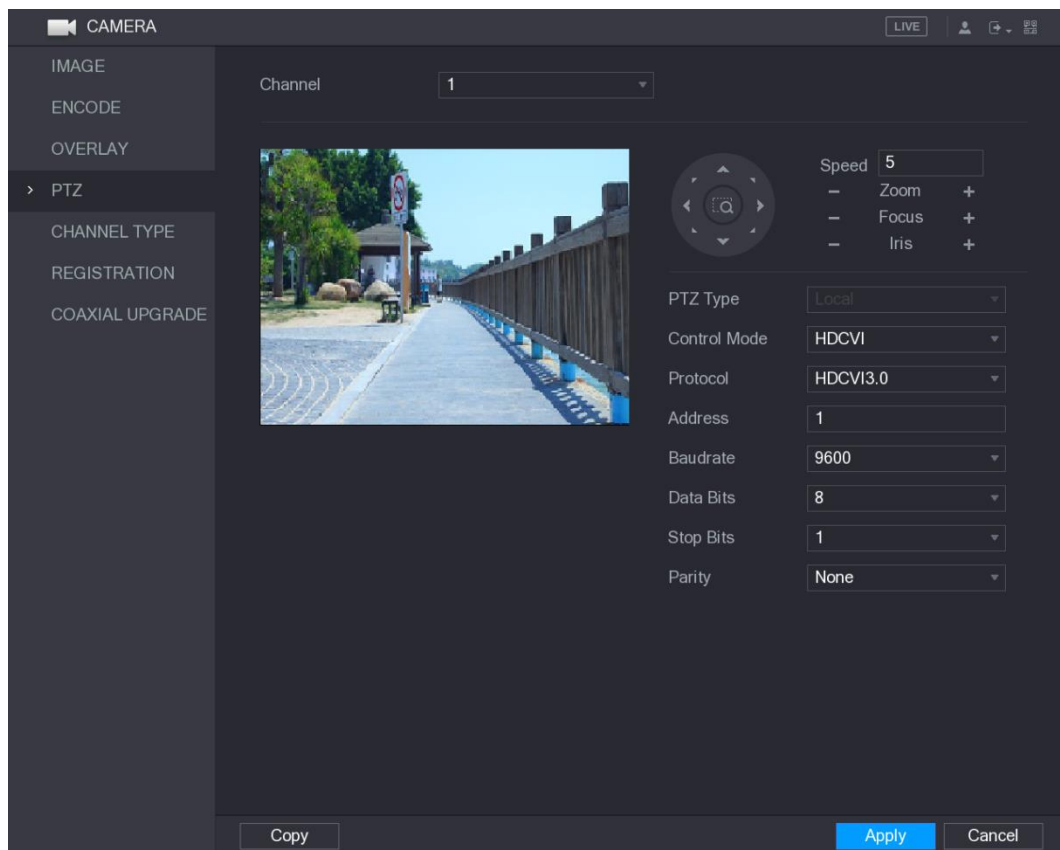 CAMERA
LIVE
IMAGE
ENCODE
OVERLAY
PTZ
CHANNEL TYPE
REGISTRATION
COAXIAL UPGRADE
Channel 1
Speed 5
Zoom
Focus
Iris
PTZ Type Local
Control Mode HDCVI
Protocol HDCVI3.0
Address 1
Baudrate 9600
Data Bits 8
Stop Bits 1
Parity None
Copy Apply Cancel